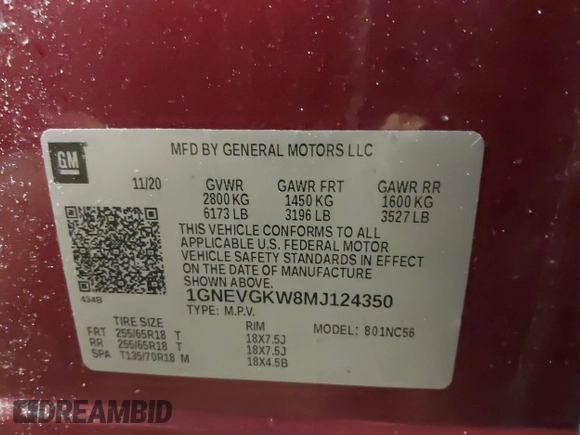 GM
MFD BY GENERAL MOTORS LLC
11/20 GVWR GAWR FRT GAWR RR
2800 KG 1450 KG 1600 KG
6173 LB 3196 LB 3527 LB
THIS VEHICLE CONFORMS TO ALL
APPLICABLE U.S. FEDERAL MOTOR
VEHICLE SAFETY STANDARDS IN EFFECT
ON THE DATE OF MANUFACTURE
SHOWN ABOVE.
434B
1GNEVGKW8MJ124350
TYPE: M.P.V.
TIRE SIZE RIM MODEL: 801NC56
FRT 255/65R18 T 18X7.5J
RR 255/65R18 T 18X7.5J
SPA T135/70R18 M 18X4.5B
DREAMBID